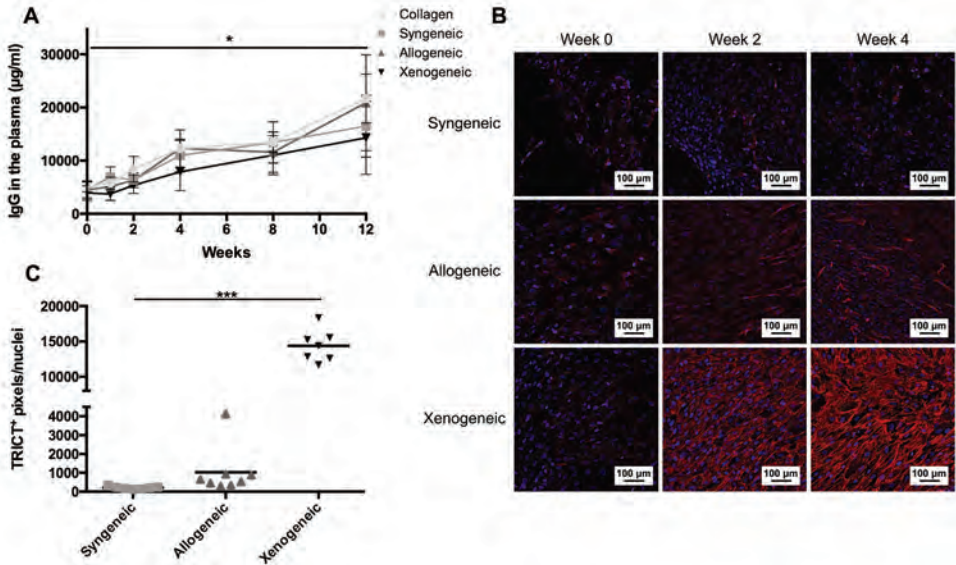 A
Collagen
Syngeneic
Allogeneic
Xenogeneic
*
IgG in the plasma (µg/ml)
30000
20000
10000
0
0 2 4 6 8 10 12
Weeks
B
Week 0 Week 2 Week 4
Syngeneic
100 µm 100 µm 100 µm
Allogeneic
100 µm 100 µm 100 µm
Xenogeneic
100 µm 100 µm 100 µm
C
***
TRICT⁺ pixels/nuclei
20000
15000
10000
4000
3000
2000
1000
0
Syngeneic
Allogeneic
Xenogeneic